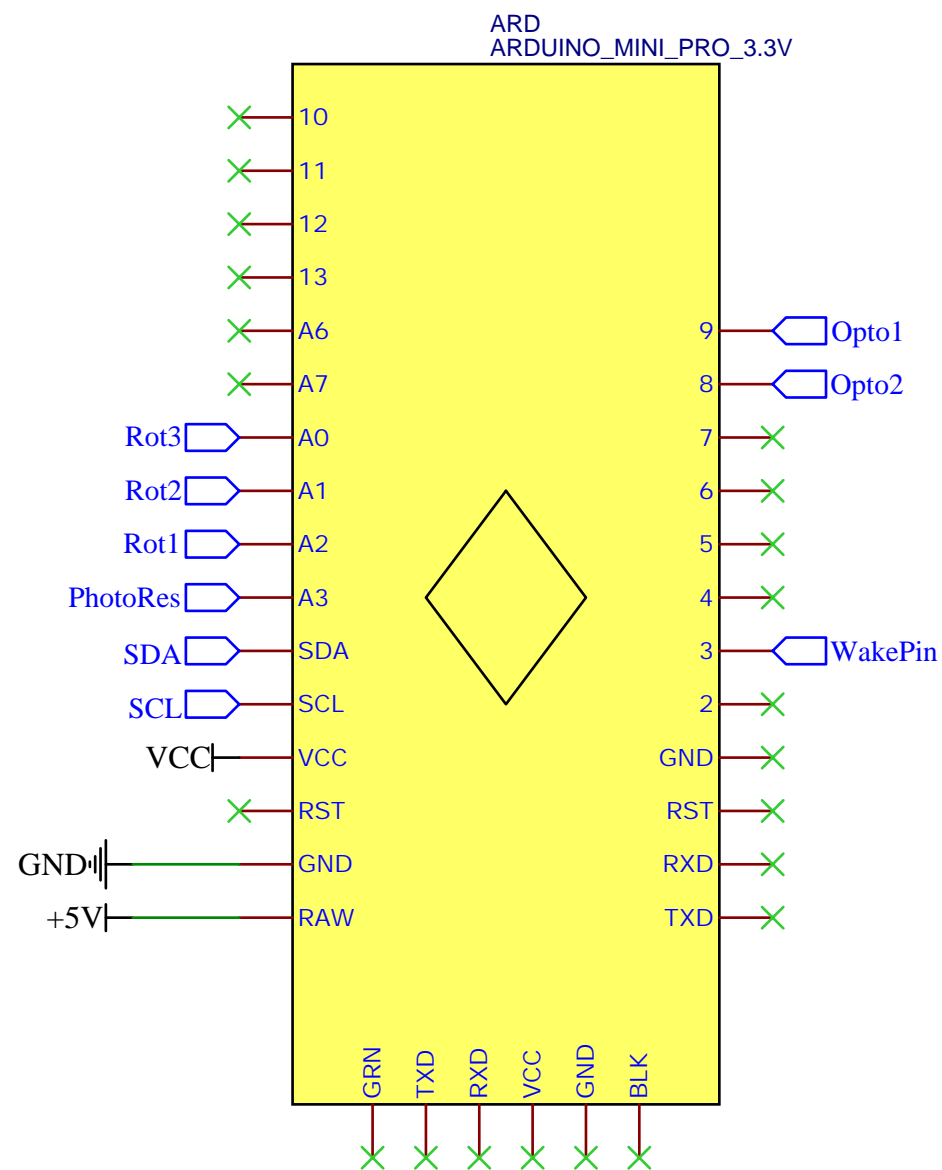 ARD
ARDUINO_MINI_PRO_3.3V
10
11
12
13
A6
9 Opto1
A7
8 Opto2
Rot3 A0
7
Rot2 A1
6
Rot1 A2
5
PhotoRes A3
4
SDA SDA
3 WakePin
SCL SCL
2
VCC VCC
GND
RST
RST
GND GND
RXD
+5V RAW
TXD
GRN
TXD
RXD
VCC
GND
BLK